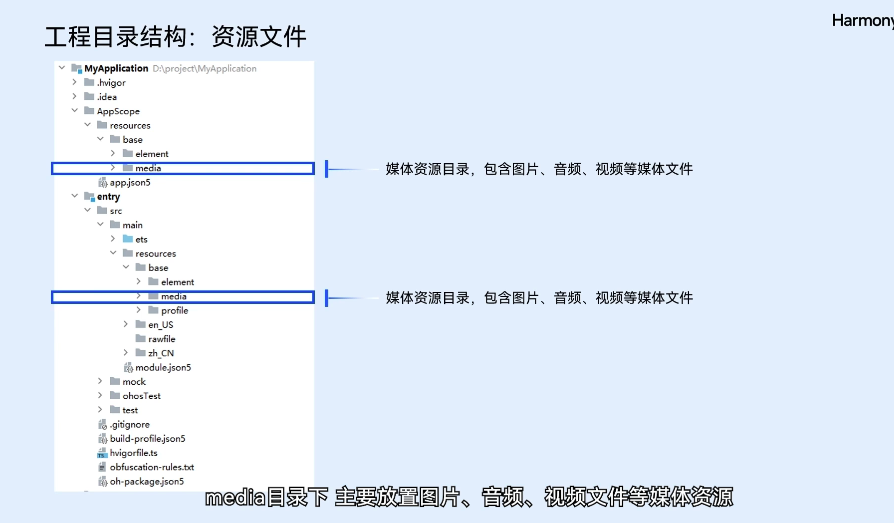 Harmony
工程目录结构：资源文件
MyApplication D:\project\MyApplication
.hvigor
.idea
AppScope
resources
base
element
media
媒体资源目录，包含图片、音频、视频等媒体文件
app.json5
entry
src
main
ets
resources
base
element
media
媒体资源目录，包含图片、音频、视频等媒体文件
profile
en_US
rawfile
zh_CN
module.json5
mock
ohosTest
test
.gitignore
build-profile.json5
hvigorfile.ts
obfuscation-rules.txt
oh-package.json5
media目录下 主要放置图片、音频、视频文件等媒体资源